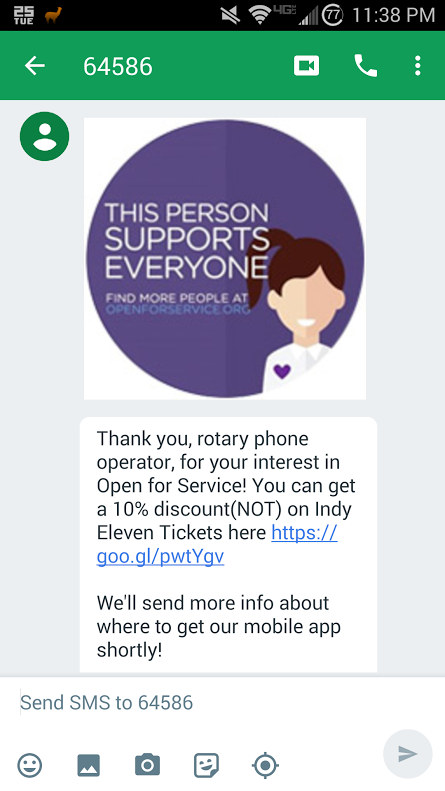 25
TUE
4G
77
11:38 PM
64586
THIS PERSON
SUPPORTS
EVERYONE
FIND MORE PEOPLE AT
OPENFORSERVICE.ORG
Thank you, rotary phone
operator, for your interest in
Open for Service! You can get
a 10% discount(NOT) on Indy
Eleven Tickets here https://
goo.gl/pwtYgv
We'll send more info about
where to get our mobile app
shortly!
Send SMS to 64586